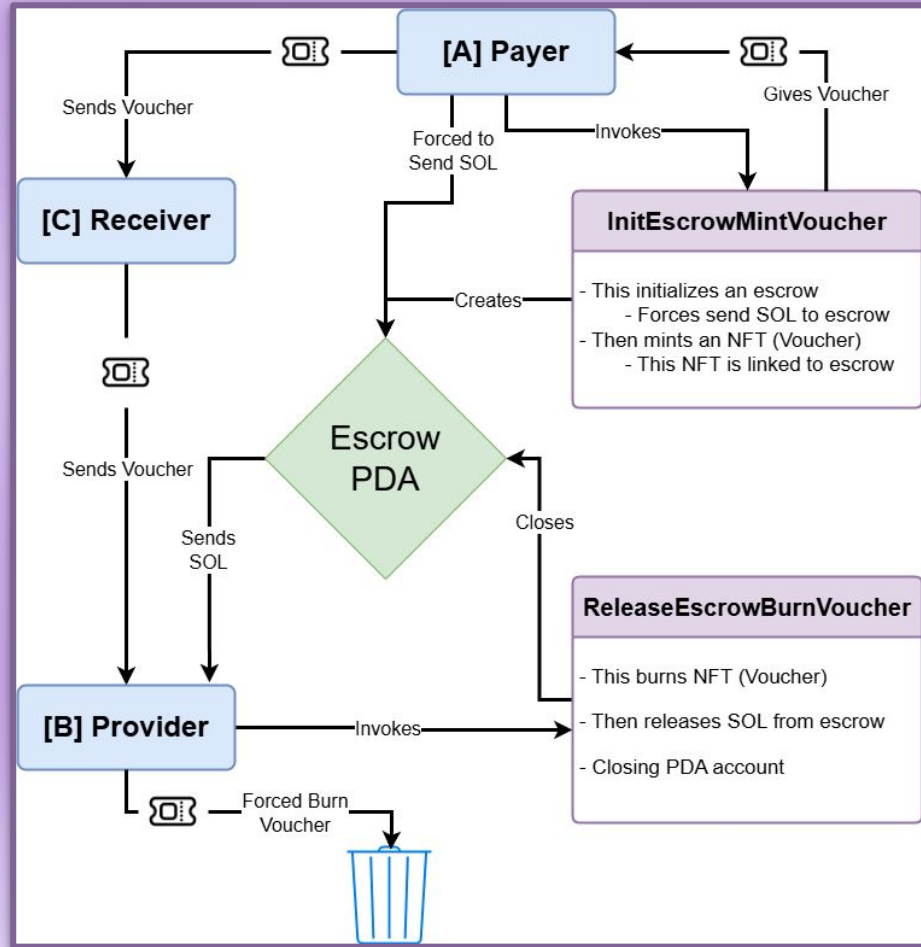 [A] Payer
Sends Voucher
Gives Voucher
Forced to
Send SOL
Invokes
[C] Receiver
InitEscrowMintVoucher
- This initializes an escrow
- Forces send SOL to escrow
- Then mints an NFT (Voucher)
- This NFT is linked to escrow
Creates
Escrow
PDA
Sends Voucher
Sends
SOL
Closes
ReleaseEscrowBurnVoucher
- This burns NFT (Voucher)
- Then releases SOL from escrow
- Closing PDA account
[B] Provider
Invokes
Forced Burn
Voucher